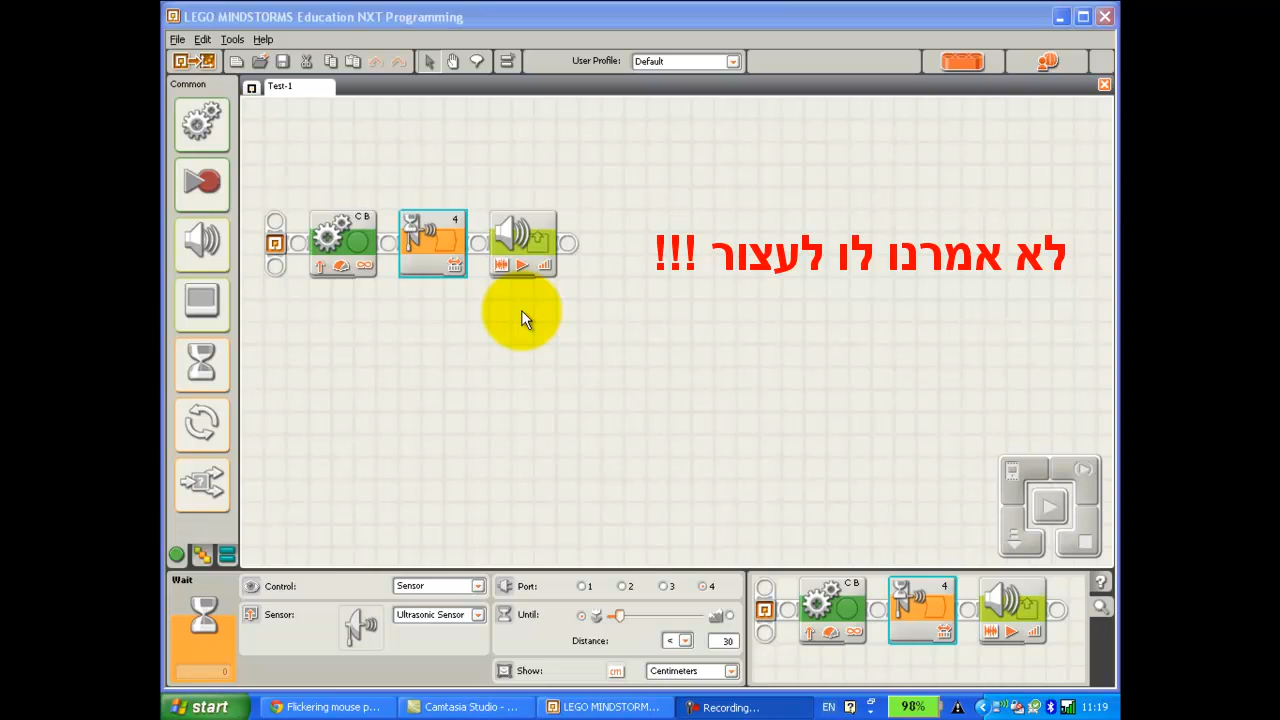 LEGO MINDSTORMS Education NXT Programming
File Edit Tools Help
User Profile: Default
Common
Test-1
C B
4
לא אמרנו לו לעצור !!!
Wait
0
Control: Sensor
Sensor: Ultrasonic Sensor
Port: 1 2 3 4
Until:
Distance: < 30
Show: cm Centimeters
C B
4
?
start
Flickering mouse p...
Camtasia Studio - ...
LEGO MINDSTORM...
Recording...
EN
98%
11:19